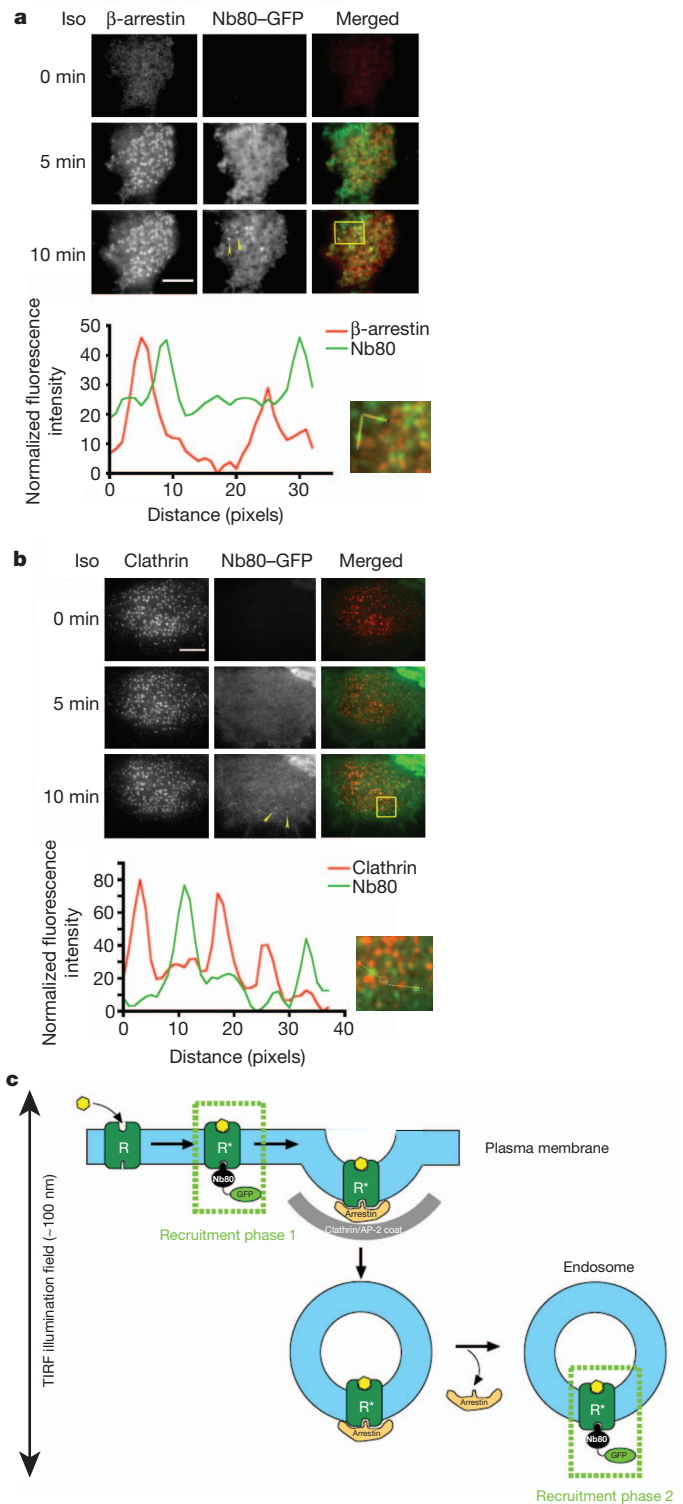 a
Iso β-arrestin Nb80–GFP Merged
0 min
5 min
10 min
Normalized fluorescence
intensity
50
40
30
20
10
0
0 10 20 30
Distance (pixels)
β-arrestin
Nb80
b
Iso Clathrin Nb80–GFP Merged
0 min
5 min
10 min
Normalized fluorescence
intensity
80
60
40
20
0
0 10 20 30 40
Distance (pixels)
Clathrin
Nb80
c
TIRF illumination field (~100 nm)
R
R*
Nb80
GFP
Recruitment phase 1
R*
Arrestin
Clathrin/AP-2 coat
Plasma membrane
R*
Arrestin
Arrestin
Endosome
R*
Nb80
GFP
Recruitment phase 2